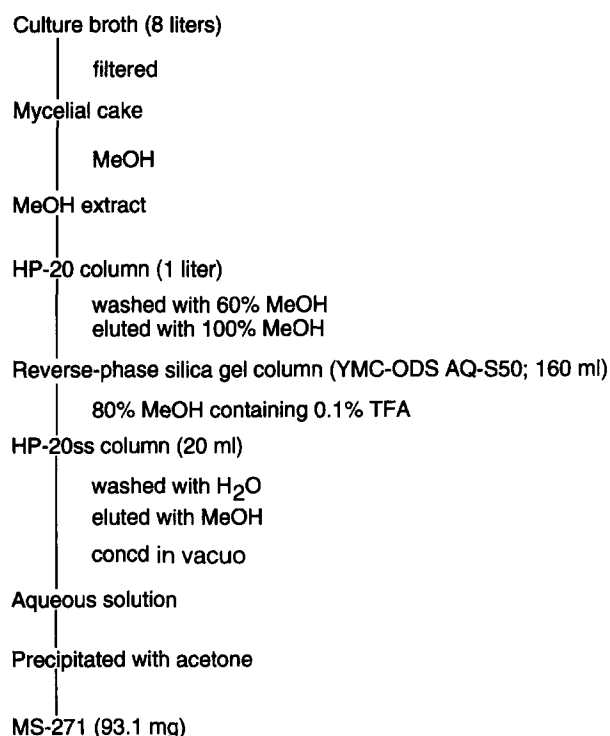 Culture broth (8 liters)
filtered
Mycelial cake
MeOH
MeOH extract
HP-20 column (1 liter)
washed with 60% MeOH
eluted with 100% MeOH
Reverse-phase silica gel column (YMC-ODS AQ-S50; 160 ml)
80% MeOH containing 0.1% TFA
HP-20ss column (20 ml)
washed with H2O
eluted with MeOH
concd in vacuo
Aqueous solution
Precipitated with acetone
MS-271 (93.1 mg)